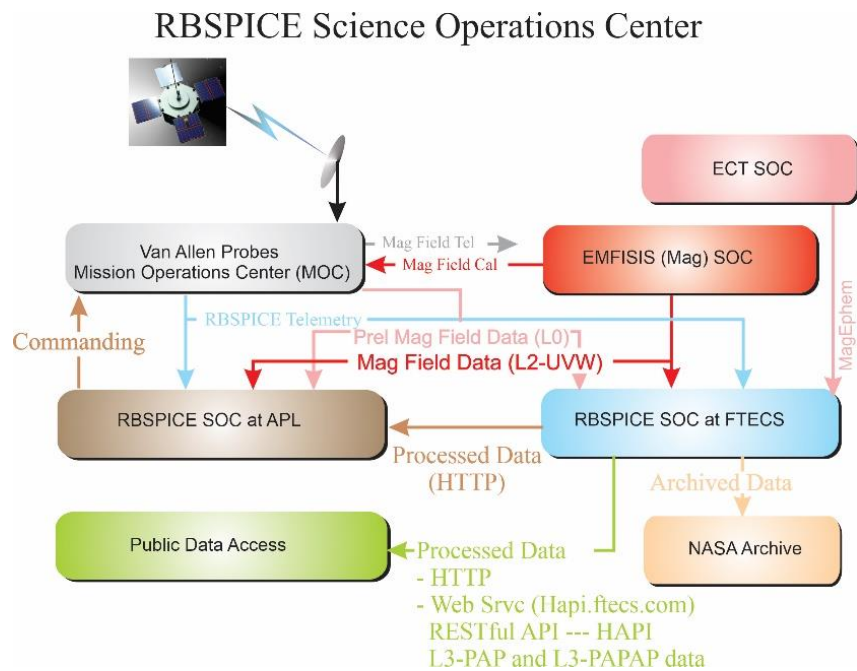 RBSPICE Science Operations Center
ECT SOC
Van Allen Probes
Mission Operations Center (MOC)
Mag Field Tel
Mag Field Cal
EMFISIS (Mag) SOC
MagEphem
Commanding
RBSPICE Telemetry
Prel Mag Field Data (L0)
Mag Field Data (L2-UVW)
RBSPICE SOC at APL
RBSPICE SOC at FTECS
Processed Data
(HTTP)
Archived Data
Public Data Access
NASA Archive
Processed Data
- HTTP
- Web Srvc (Hapi.ftecs.com)
RESTful API --- HAPI
L3-PAP and L3-PAPAP data